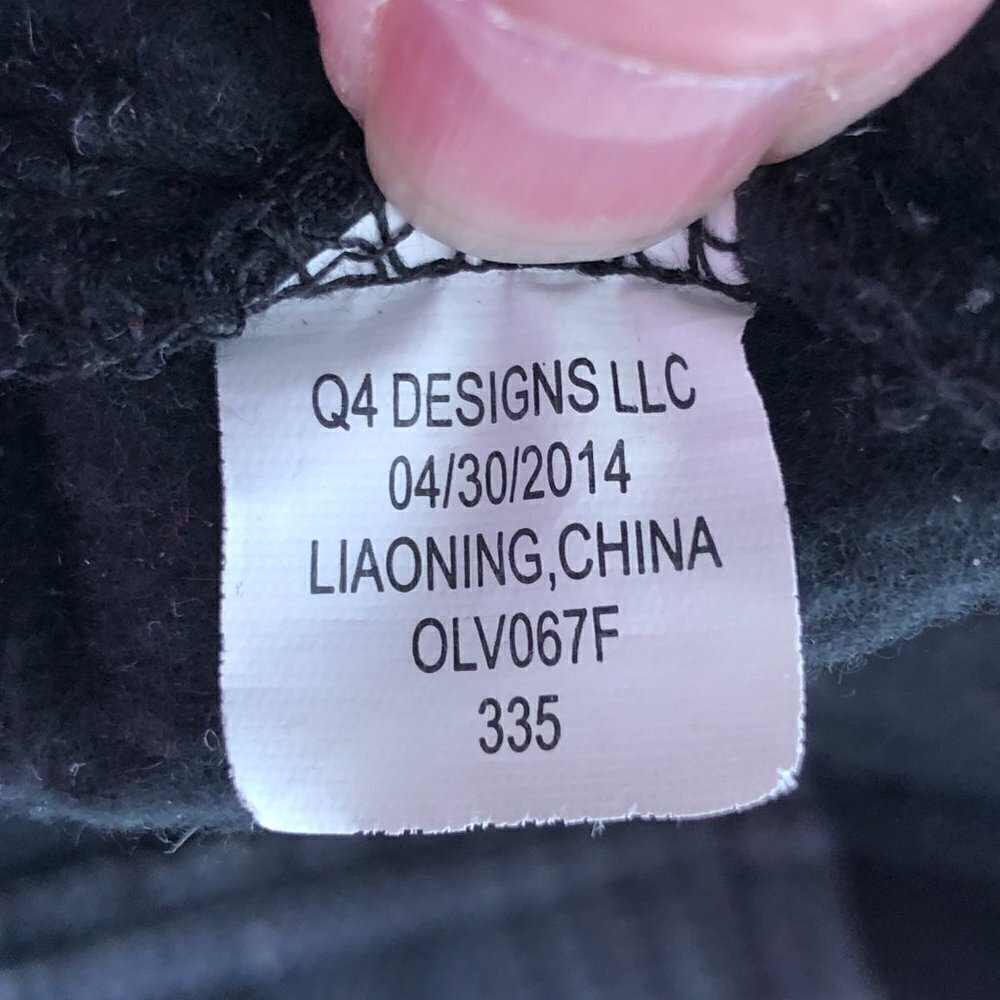 Q4 DESIGNS LLC
04/30/2014
LIAONING,CHINA
OLV067F
335